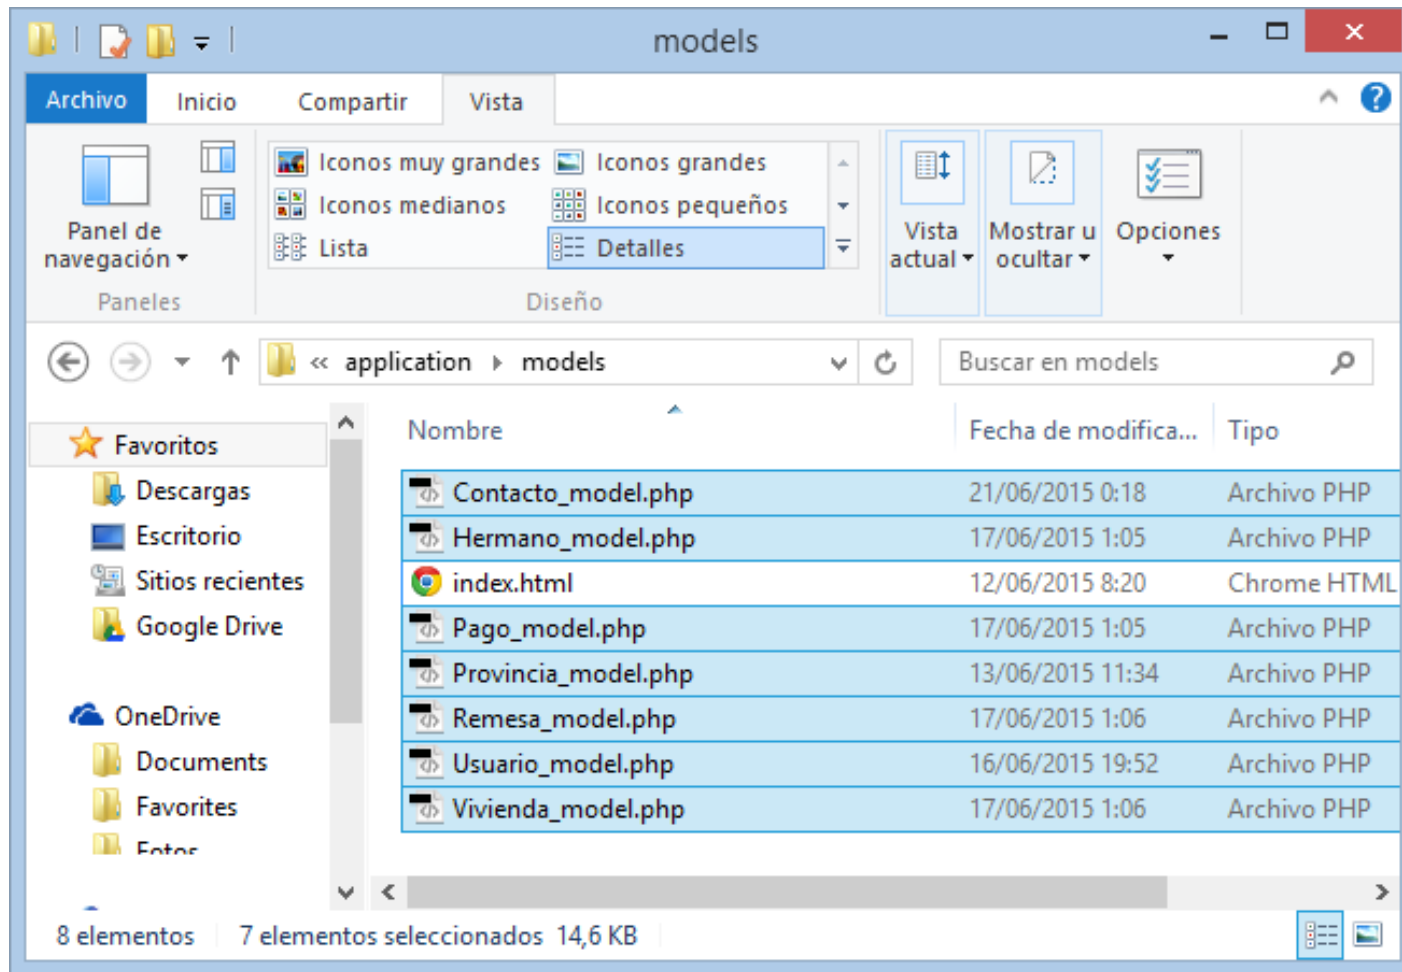 models
Archivo Inicio Compartir Vista
Iconos muy grandes Iconos grandes
Iconos medianos Iconos pequeños
Lista Detalles
Panel de navegación
Vista actual
Mostrar u ocultar
Opciones
Paneles Diseño
« application models
Buscar en models
Nombre Fecha de modifica... Tipo
Favoritos
Descargas
Escritorio
Sitios recientes
Google Drive
OneDrive
Documents
Favorites
Fotos
Contacto_model.php 21/06/2015 0:18 Archivo PHP
Hermano_model.php 17/06/2015 1:05 Archivo PHP
index.html 12/06/2015 8:20 Chrome HTML
Pago_model.php 17/06/2015 1:05 Archivo PHP
Provincia_model.php 13/06/2015 11:34 Archivo PHP
Remesa_model.php 17/06/2015 1:06 Archivo PHP
Usuario_model.php 16/06/2015 19:52 Archivo PHP
Vivienda_model.php 17/06/2015 1:06 Archivo PHP
8 elementos 7 elementos seleccionados 14,6 KB